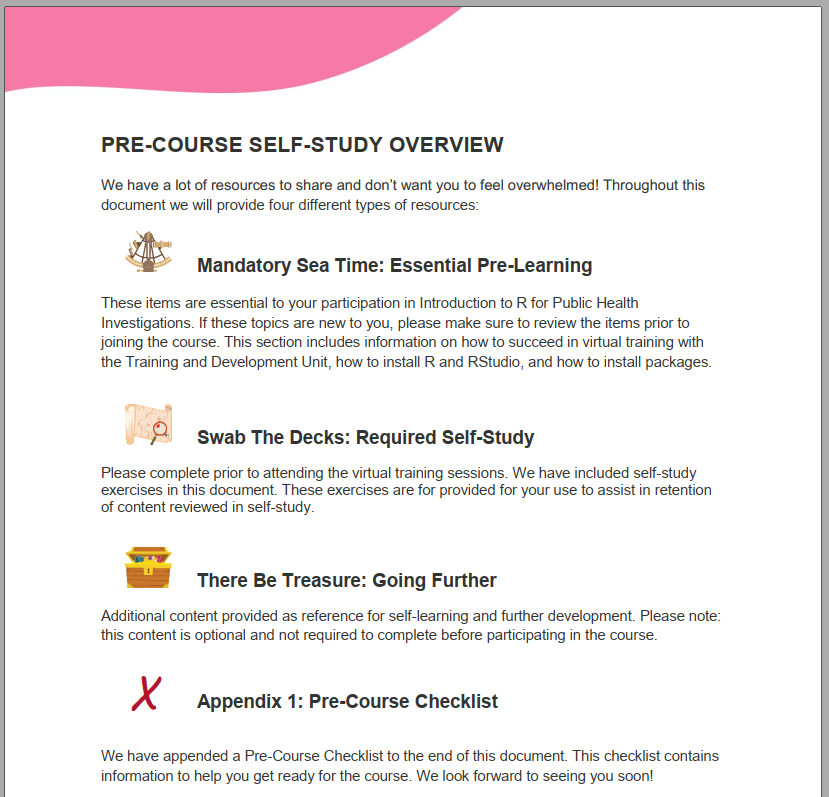 PRE-COURSE SELF-STUDY OVERVIEW
We have a lot of resources to share and don't want you to feel overwhelmed! Throughout this
document we will provide four different types of resources:
Mandatory Sea Time: Essential Pre-Learning
These items are essential to your participation in Introduction to R for Public Health
Investigations. If these topics are new to you, please make sure to review the items prior to
joining the course. This section includes information on how to succeed in virtual training with
the Training and Development Unit, how to install R and RStudio, and how to install packages.
Swab The Decks: Required Self-Study
Please complete prior to attending the virtual training sessions. We have included self-study
exercises in this document. These exercises are for provided for your use to assist in retention
of content reviewed in self-study.
There Be Treasure: Going Further
Additional content provided as reference for self-learning and further development. Please note:
this content is optional and not required to complete before participating in the course.
Appendix 1: Pre-Course Checklist
We have appended a Pre-Course Checklist to the end of this document. This checklist contains
information to help you get ready for the course. We look forward to seeing you soon!